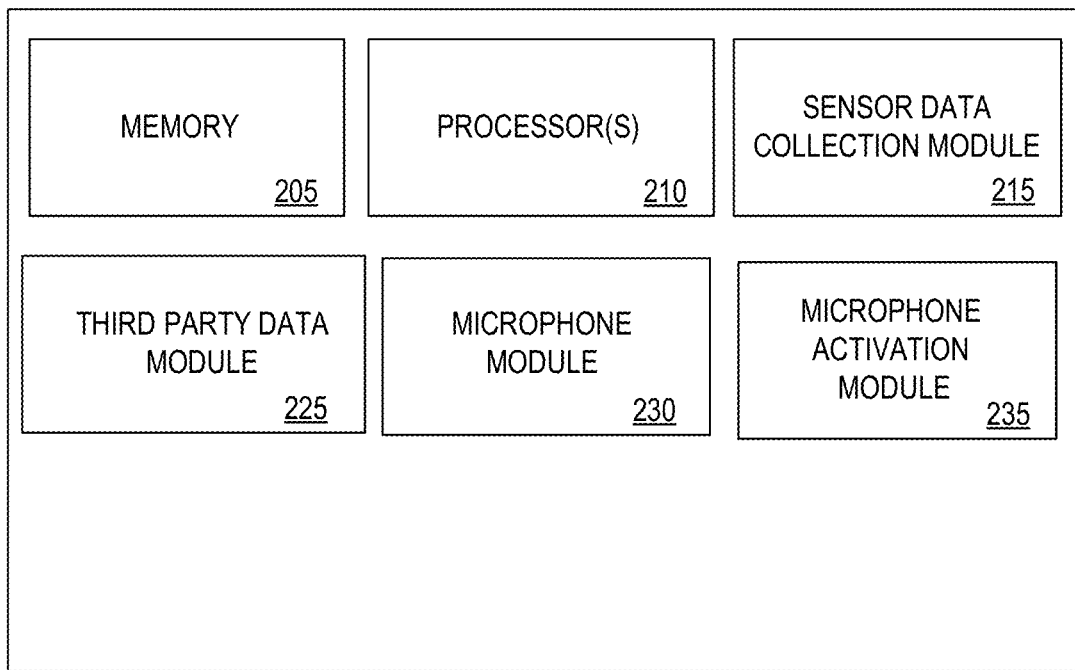 MEMORY
205
PROCESSOR(S)
210
SENSOR DATA
COLLECTION MODULE
215
THIRD PARTY DATA
MODULE
225
MICROPHONE
MODULE
230
MICROPHONE
ACTIVATION
MODULE
235